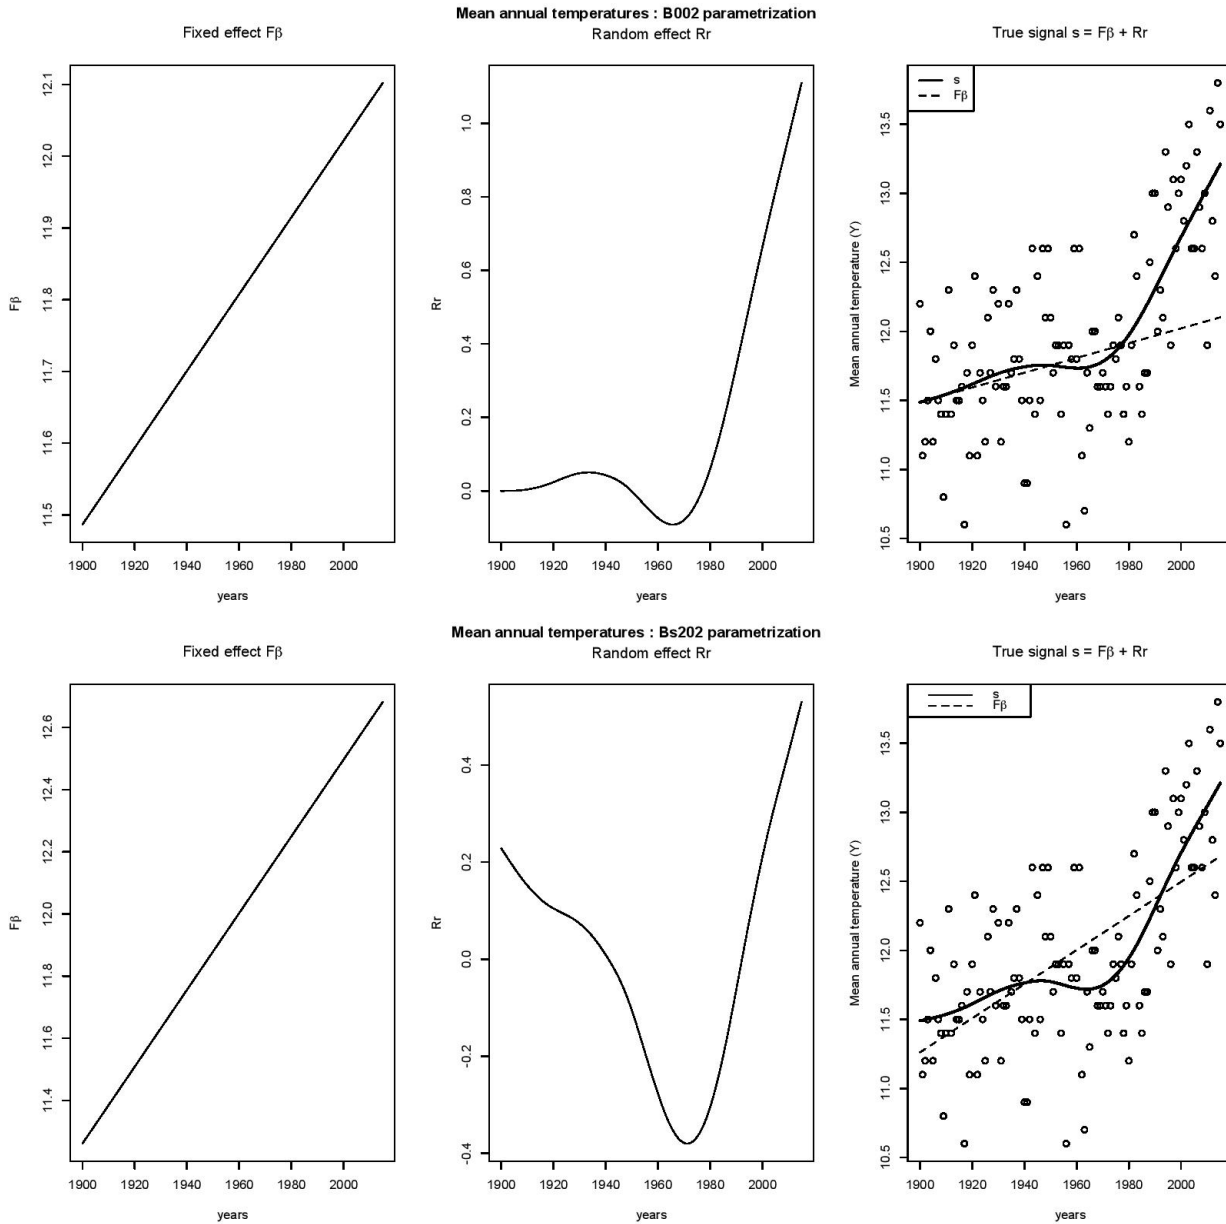 Mean annual temperatures : B002 parametrization
Fixed effect Fβ
Random effect Rr
True signal s = Fβ + Rr
Fβ
12.1
12.0
11.9
11.8
11.7
11.6
11.5
1900 1920 1940 1960 1980 2000
years
Rr
1.0
0.8
0.6
0.4
0.2
0.0
1900 1920 1940 1960 1980 2000
years
s
Fβ
Mean annual temperature (Y)
13.5
13.0
12.5
12.0
11.5
11.0
10.5
1900 1920 1940 1960 1980 2000
years
Mean annual temperatures : Bs202 parametrization
Fixed effect Fβ
Random effect Rr
True signal s = Fβ + Rr
Fβ
12.6
12.4
12.2
12.0
11.8
11.6
11.4
1900 1920 1940 1960 1980 2000
years
Rr
0.4
0.2
0.0
-0.2
-0.4
1900 1920 1940 1960 1980 2000
years
s
Fβ
Mean annual temperature (Y)
13.5
13.0
12.5
12.0
11.5
11.0
10.5
1900 1920 1940 1960 1980 2000
years